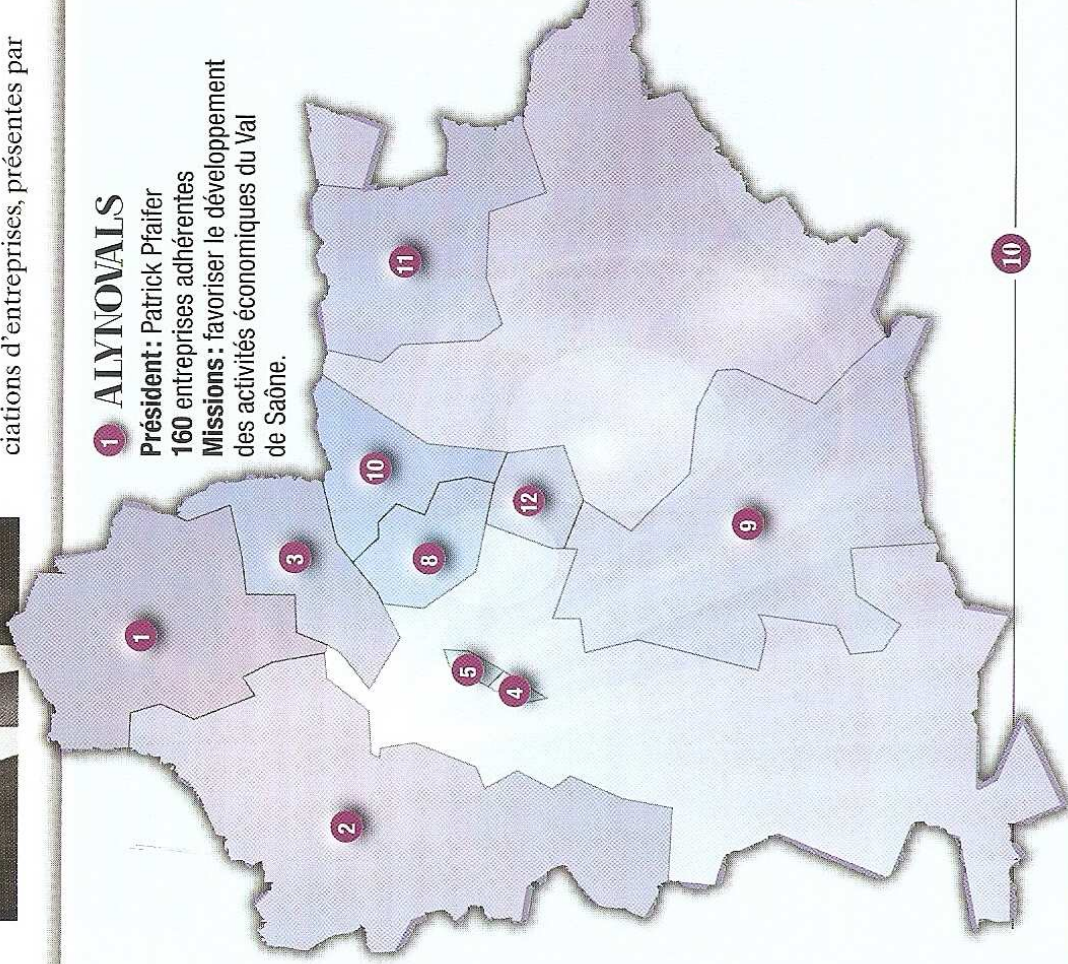 ciations d'entreprises, présentes par
1 ALYNOVALS
Président : Patrick Pfaifer
160 entreprises adhérentes
Missions : favoriser le développement
des activités économiques du Val
de Saône.
1
2
3
10
11
8
5
4
12
9
10